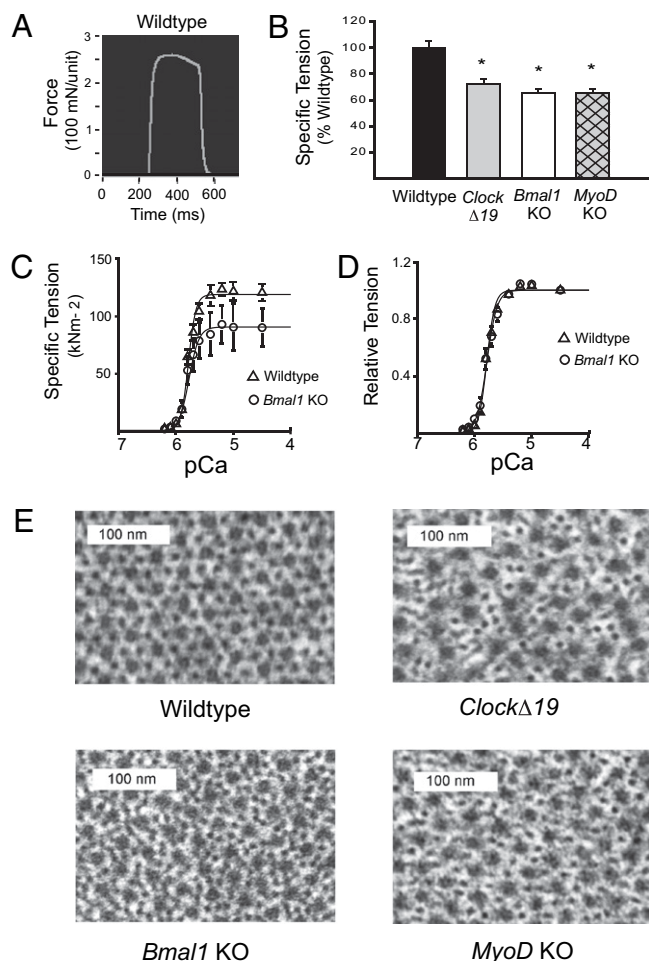 A
Wildtype
Force
(100 mN/unit)
3
2
1
0
0 200 400 600
Time (ms)
B
Specific Tension
(% Wildtype)
120
100
80
60
40
20
* * *
Wildtype Clock Δ19 Bmal1 KO MyoD KO
C
Specific Tension
(kNm-2)
150
100
50
Wildtype
Bmal1 KO
7 6 5 4
pCa
D
Relative Tension
1.2
0.8
0.4
Wildtype
Bmal1 KO
7 6 5 4
pCa
E
100 nm
Wildtype
100 nm
ClockΔ19
100 nm
Bmal1 KO
100 nm
MyoD KO